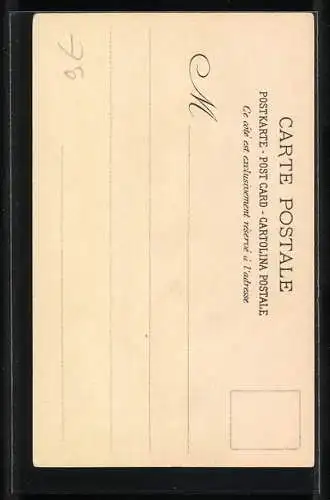 CARTE POSTALE
POSTKARTE - POST CARD - CARTOLINA POSTALE
Ce côté est exclusivement réservé à l'adresse
M